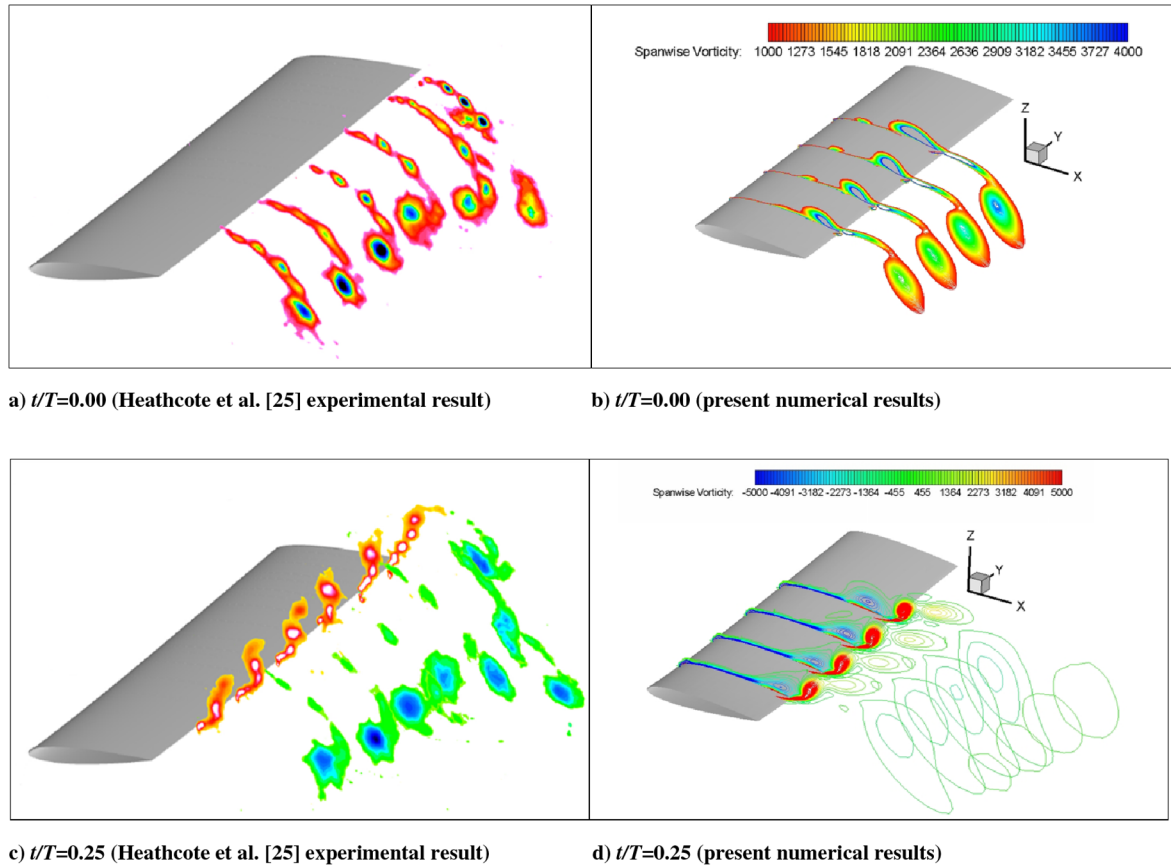 Spanwise Vorticity: 1000 1273 1545 1818 2091 2364 2636 2909 3182 3455 3727 4000
Z
Y
X
a) t/T=0.00 (Heathcote et al. [25] experimental result)
b) t/T=0.00 (present numerical results)
Spanwise Vorticity: -5000 -4091 -3182 -2273 -1364 -455 455 1364 2273 3182 4091 5000
Z
Y
X
c) t/T=0.25 (Heathcote et al. [25] experimental result)
d) t/T=0.25 (present numerical results)